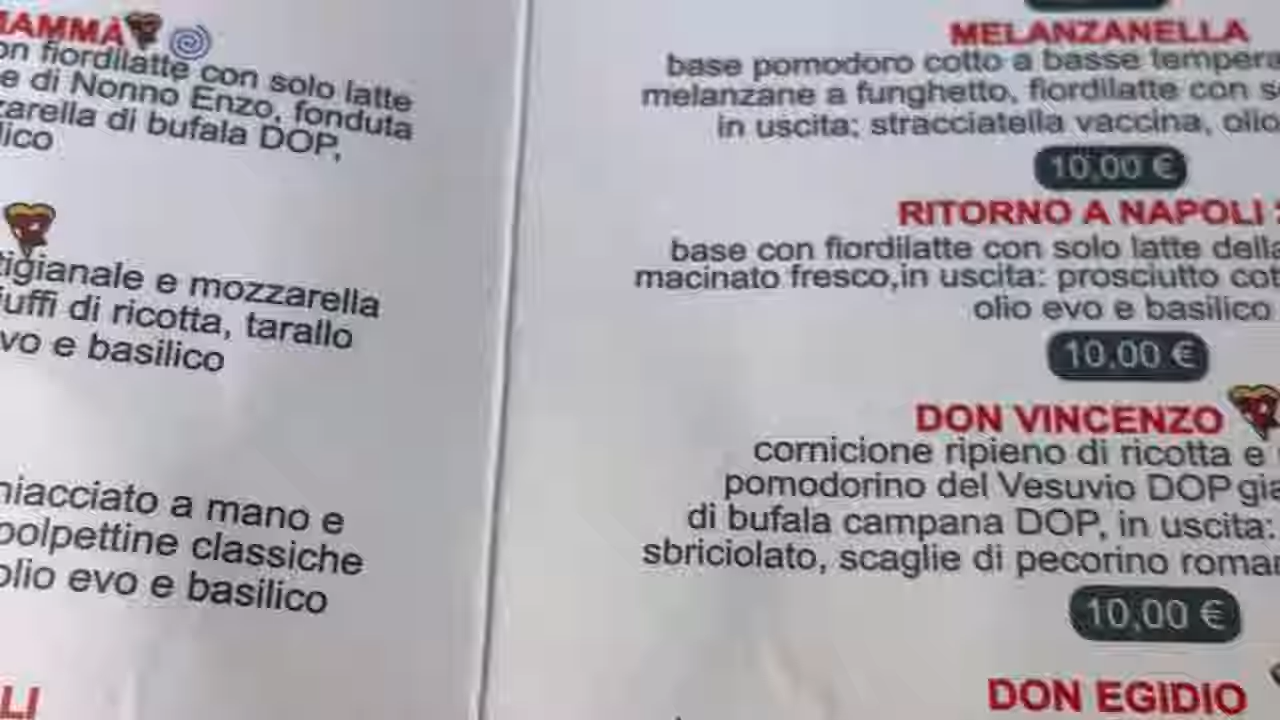 MAMMÀ
on fiordilatte con solo latte
e di Nonno Enzo, fonduta
zarella di bufala DOP,
lico
tigianale e mozzarella
iuffi di ricotta, tarallo
vo e basilico
hiacciato a mano e
polpettine classiche
olio evo e basilico
LI
MELANZANELLA
base pomodoro cotto a basse tempera
melanzane a funghetto, fiordilatte con s
in uscita: stracciatella vaccina, olio
10,00 €
RITORNO A NAPOLI
base con fiordilatte con solo latte della
macinato fresco,in uscita: prosciutto cot
olio evo e basilico
10,00 €
DON VINCENZO
cornicione ripieno di ricotta e
pomodorino del Vesuvio DOP gia
di bufala campana DOP, in uscita:
sbriciolato, scaglie di pecorino roman
10,00 €
DON EGIDIO